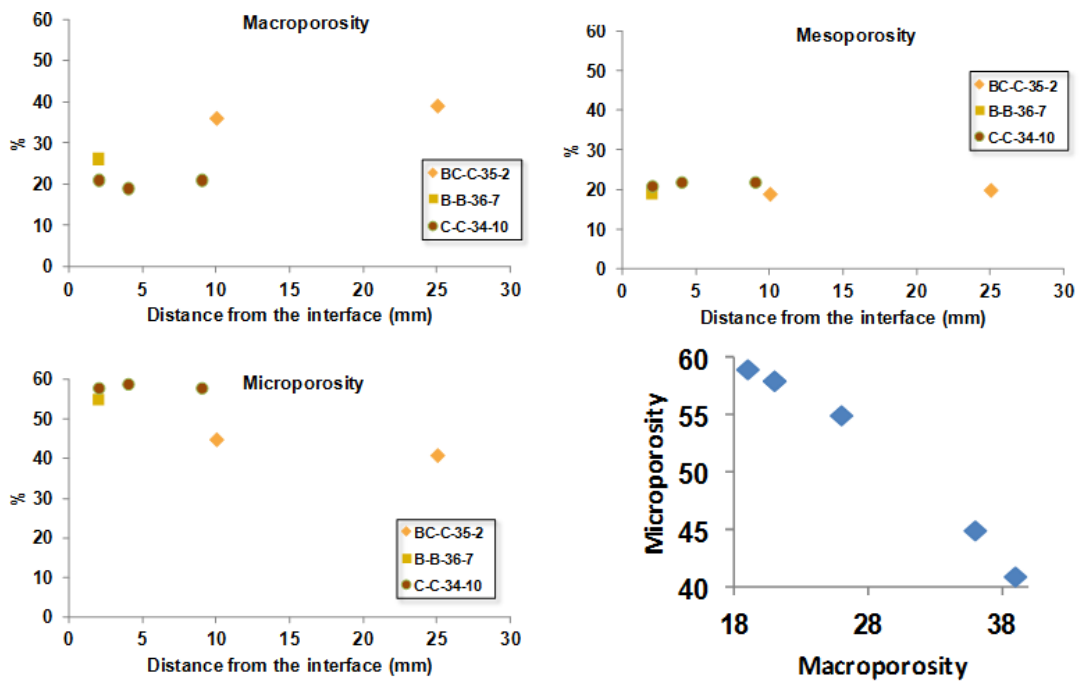 Macroporosity
60
50
40
30
20
10
0
%
0 5 10 15 20 25 30
Distance from the interface (mm)
BC-C-35-2
B-B-36-7
C-C-34-10
Mesoporosity
60
50
40
30
20
10
0
%
0 5 10 15 20 25 30
Distance from the interface (mm)
BC-C-35-2
B-B-36-7
C-C-34-10
Microporosity
60
50
40
30
20
10
0
%
0 5 10 15 20 25 30
Distance from the interface (mm)
BC-C-35-2
B-B-36-7
C-C-34-10
60
55
50
45
40
Microporosity
18 28 38
Macroporosity